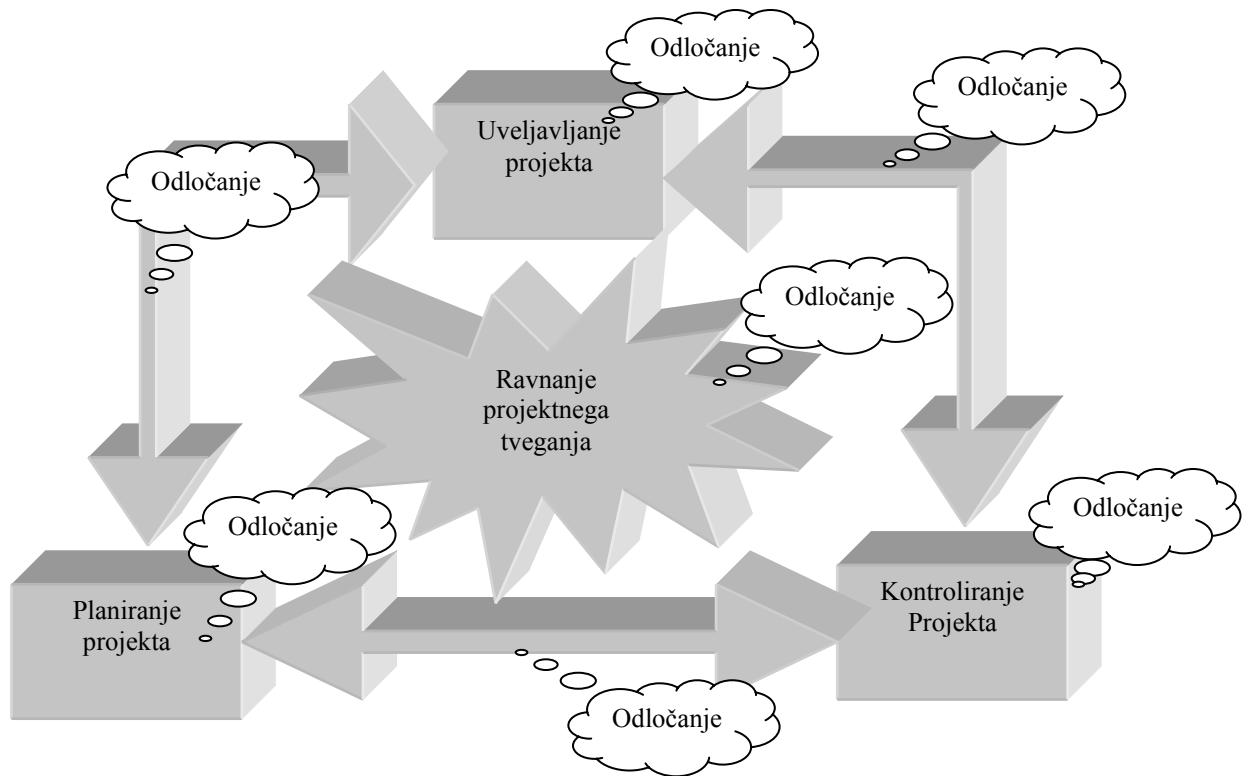 Odločanje
Odločanje
Uveljavljanje
projekta
Odločanje
Odločanje
Ravnanje
projektnega
tveganja
Odločanje
Odločanje
Planiranje
projekta
Kontroliranje
Projekta
Odločanje